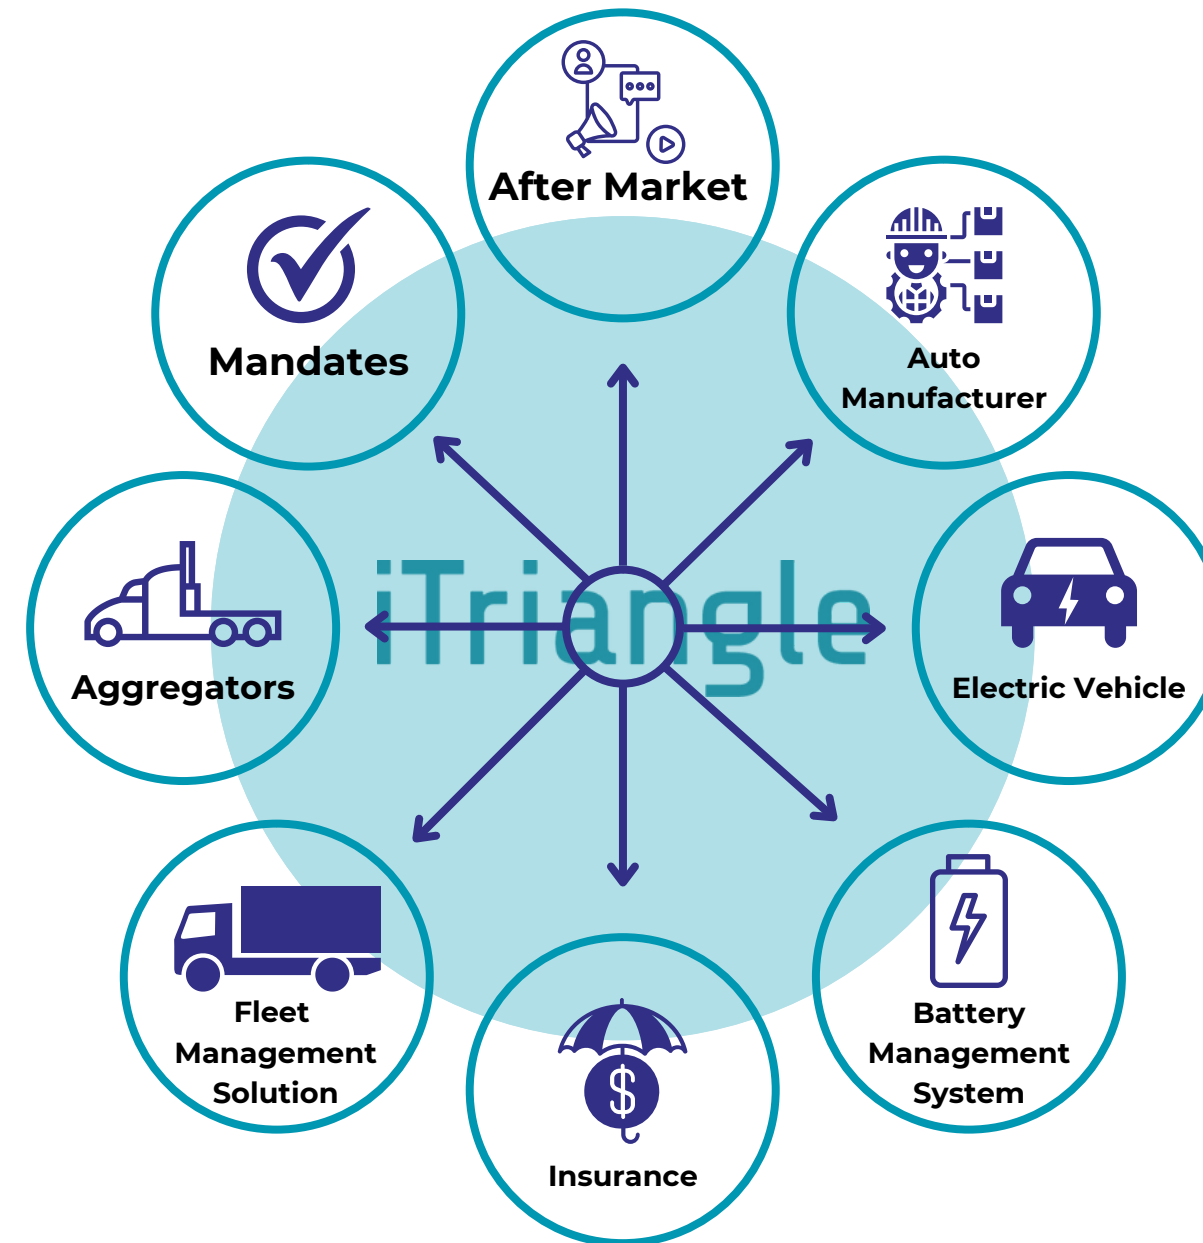 After Market
Mandates
Auto
Manufacturer
iTriangle
Aggregators
Electric Vehicle
Fleet
Management
Solution
Battery
Management
System
$
Insurance